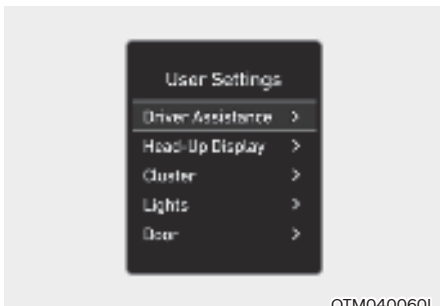 User Settings
Driver Assistance >
Head-Up Display >
Cluster >
Lights >
Door >
OTM040060L